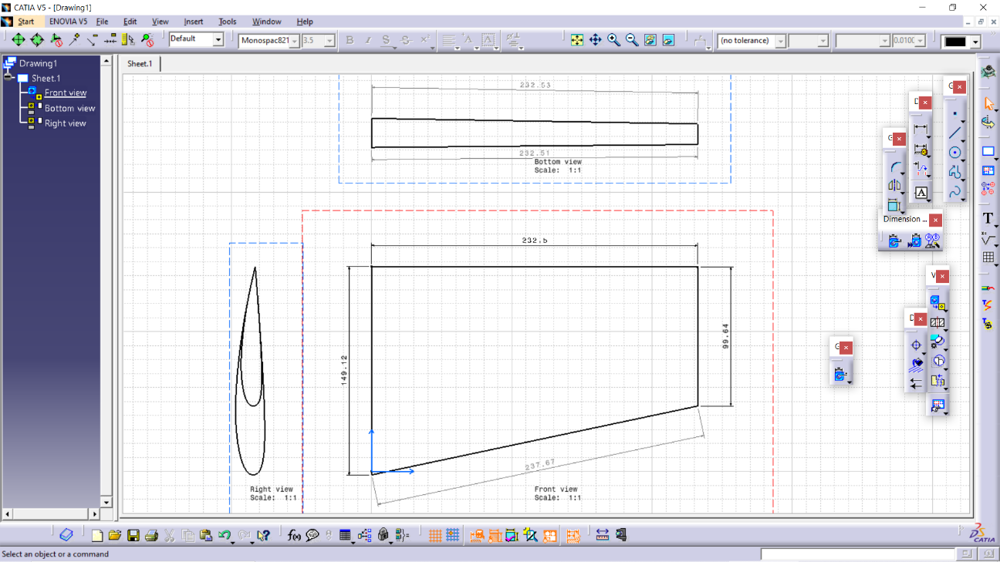 CATIA V5 - [Drawing1]
Start ENOVIA V5 File Edit View Insert Tools Window Help
Default Monospac821 3.5 B I S S (no tolerance) 0.010
Drawing1
Sheet.1
Front view
Bottom view
Right view
Sheet.1
232.53
232.51
Bottom view
Scale: 1:1
232.5
149.12
99.64
237.67
Right view
Scale: 1:1
Front view
Scale: 1:1
Dimension ...
A
T
f(x)
CATIA
Select an object or a command